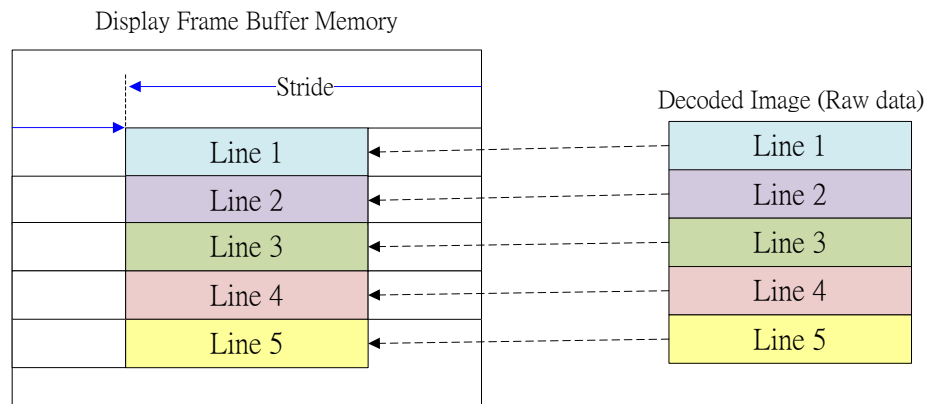 Display Frame Buffer Memory
Stride
Decoded Image (Raw data)
Line 1
Line 1
Line 2
Line 2
Line 3
Line 3
Line 4
Line 4
Line 5
Line 5